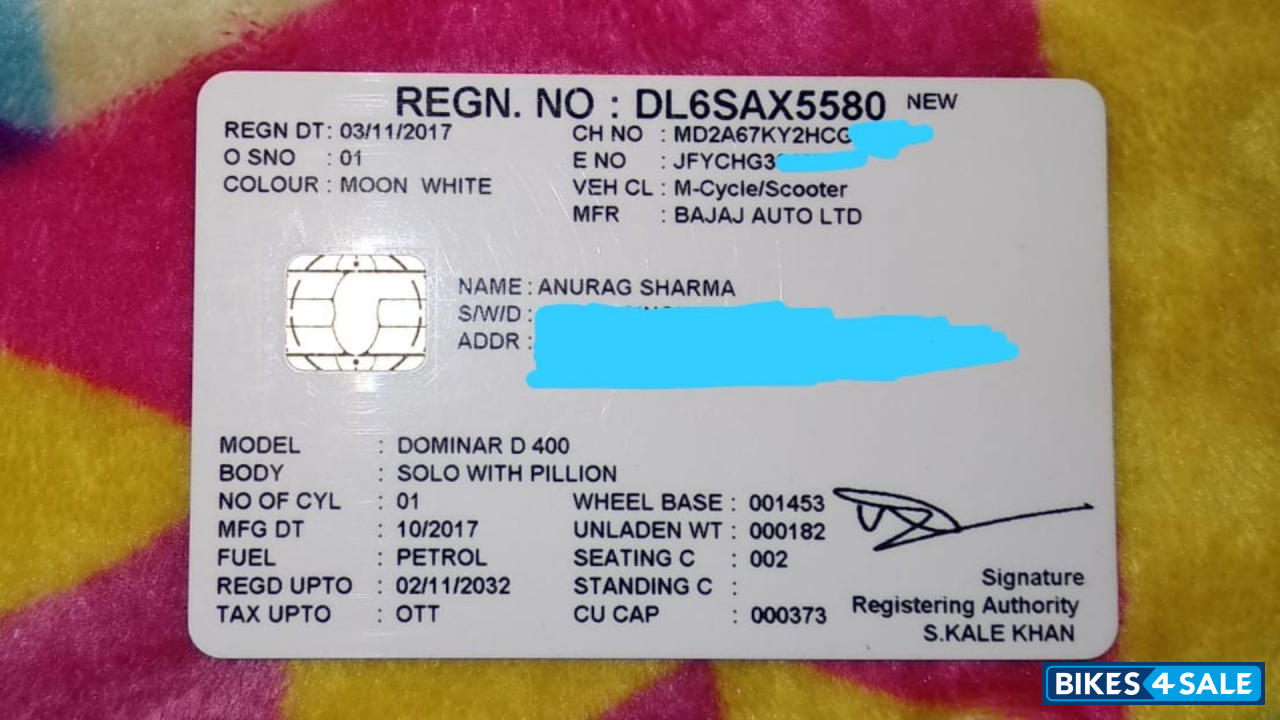 REGN. NO : DL6SAX5580 NEW
REGN DT: 03/11/2017 CH NO : MD2A67KY2HCG
O SNO : 01 E NO : JFYCHG3
COLOUR : MOON WHITE VEH CL : M-Cycle/Scooter
MFR : BAJAJ AUTO LTD
NAME : ANURAG SHARMA
S/W/D :
ADDR :
MODEL : DOMINAR D 400
BODY : SOLO WITH PILLION
NO OF CYL : 01 WHEEL BASE : 001453
MFG DT : 10/2017 UNLADEN WT : 000182
FUEL : PETROL SEATING C : 002
REGD UPTO : 02/11/2032 STANDING C :
TAX UPTO : OTT CU CAP : 000373
Signature
Registering Authority
S.KALE KHAN
BIKES4SALE